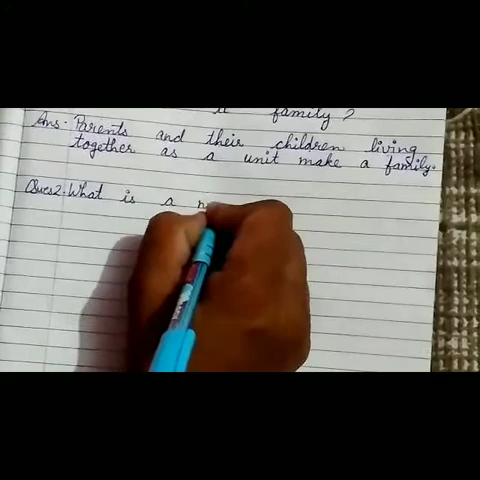 family?
Ans. Parents and their children living
together as a unit make a family.
Ques2. What is a n